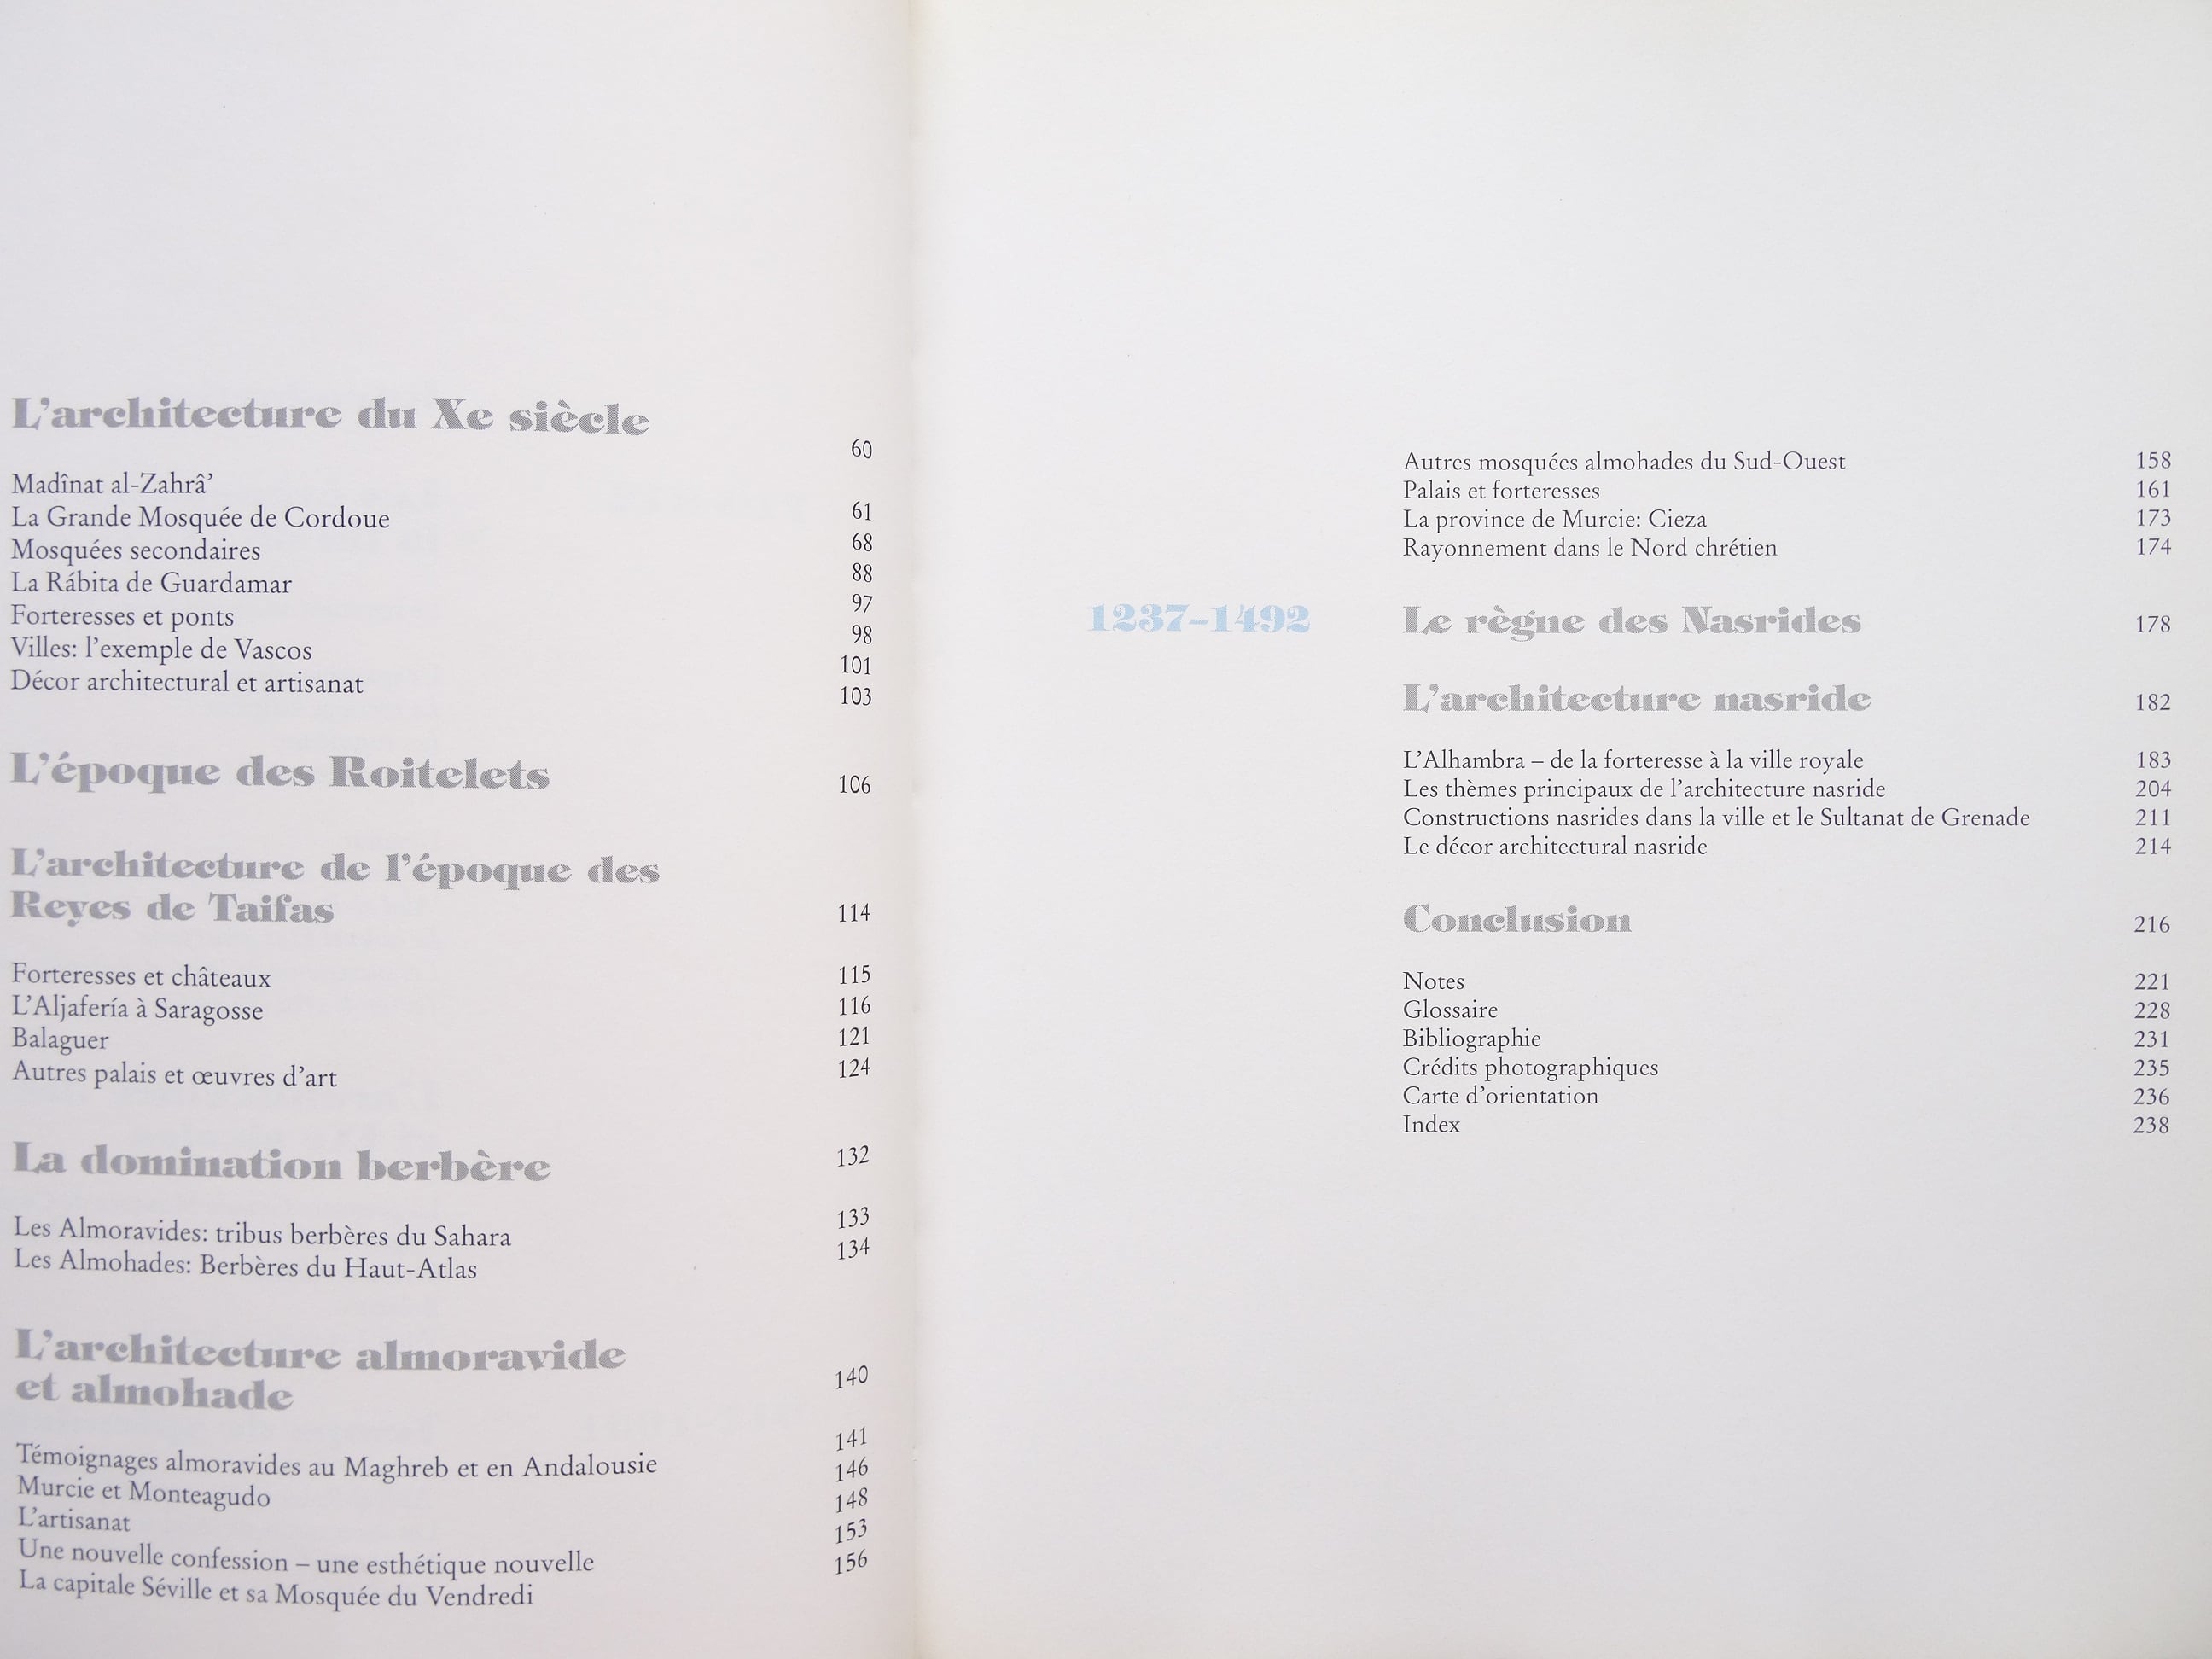 L'architecture du Xe siècle 60
Madînat al-Zahrâ' 61
La Grande Mosquée de Cordoue 68
Mosquées secondaires 88
La Rábita de Guardamar 97
Forteresses et ponts 98
Villes: l'exemple de Vascos 101
Décor architectural et artisanat 103
L'époque des Roitelets 106
L'architecture de l'époque des
Reyes de Taifas 114
Forteresses et châteaux 115
L'Aljafería à Saragosse 116
Balaguer 121
Autres palais et œuvres d'art 124
La domination berbère 132
Les Almoravides: tribus berbères du Sahara 133
Les Almohades: Berbères du Haut-Atlas 134
L'architecture almoravide
et almohade 140
Témoignages almoravides au Maghreb et en Andalousie 141
Murcie et Monteagudo 146
L'artisanat 148
Une nouvelle confession – une esthétique nouvelle 153
La capitale Séville et sa Mosquée du Vendredi 156
Autres mosquées almohades du Sud-Ouest 158
Palais et forteresses 161
La province de Murcie: Cieza 173
Rayonnement dans le Nord chrétien 174
1237–1492 Le règne des Nasrides 178
L'architecture nasride 182
L'Alhambra – de la forteresse à la ville royale 183
Les thèmes principaux de l'architecture nasride 204
Constructions nasrides dans la ville et le Sultanat de Grenade 211
Le décor architectural nasride 214
Conclusion 216
Notes 221
Glossaire 228
Bibliographie 231
Crédits photographiques 235
Carte d'orientation 236
Index 238